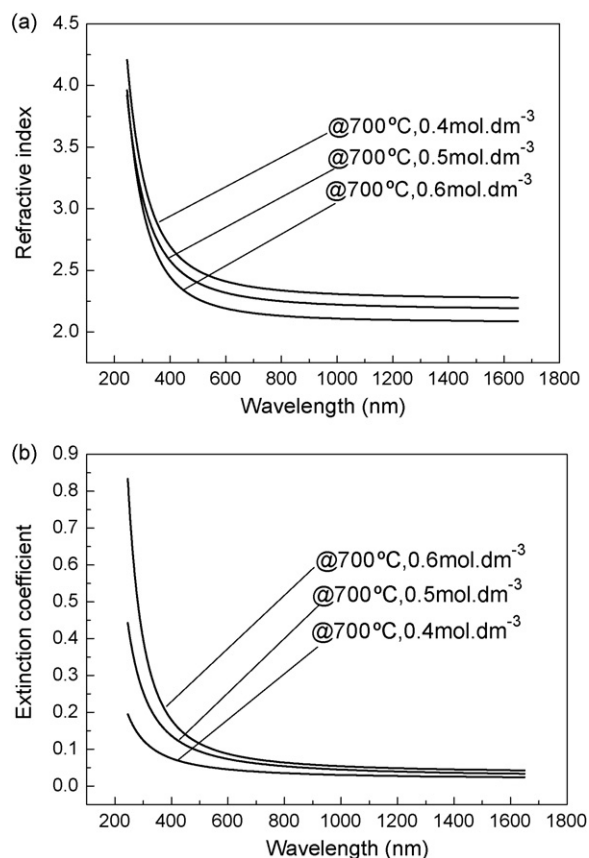 (a)
4.5
4.0
3.5
3.0
2.5
2.0
Refractive index
@700ºC,0.4mol.dm⁻³
@700ºC,0.5mol.dm⁻³
@700ºC,0.6mol.dm⁻³
200 400 600 800 1000 1200 1400 1600 1800
Wavelength (nm)
(b)
0.9
0.8
0.7
0.6
0.5
0.4
0.3
0.2
0.1
0.0
Extinction coefficient
@700ºC,0.6mol.dm⁻³
@700ºC,0.5mol.dm⁻³
@700ºC,0.4mol.dm⁻³
200 400 600 800 1000 1200 1400 1600 1800
Wavelength (nm)